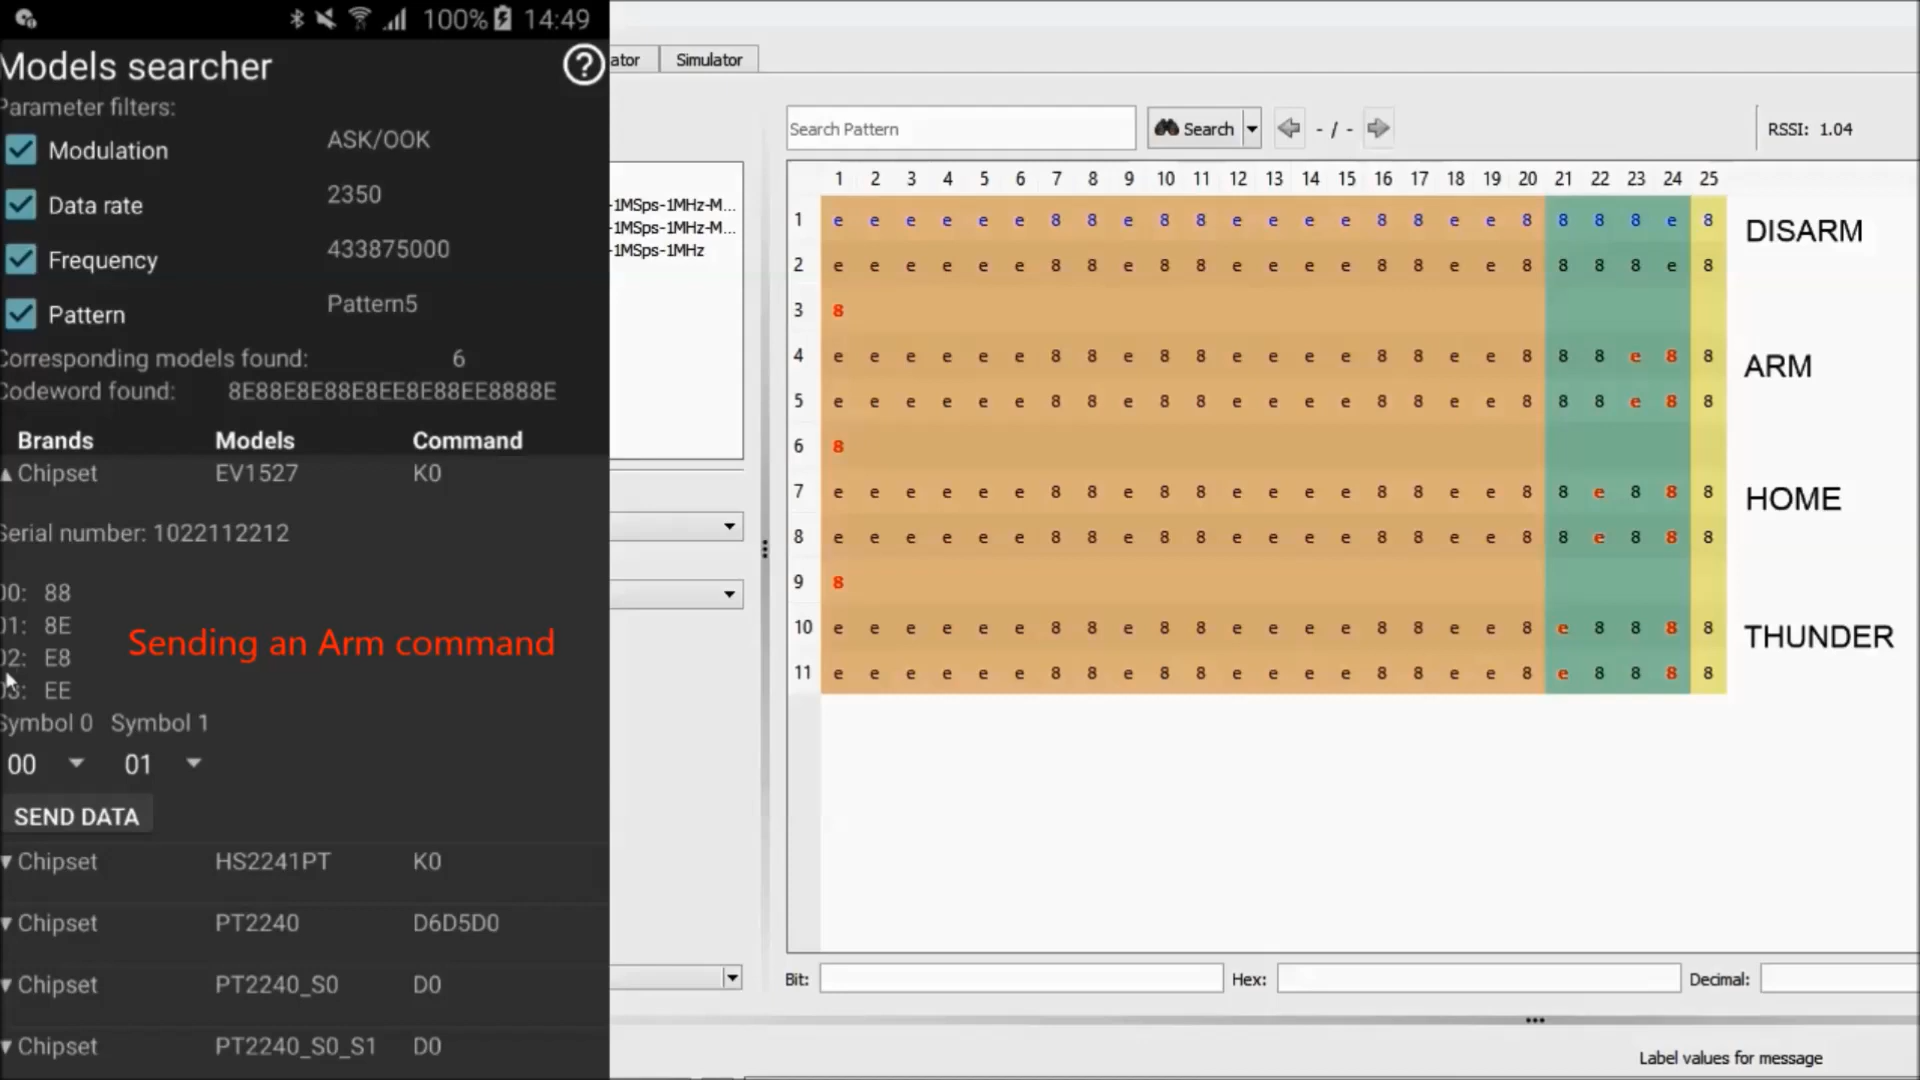 100% 14:49
Models searcher
Parameter filters:
Modulation ASK/OOK
Data rate 2350
Frequency 433875000
Pattern Pattern5
Corresponding models found: 6
Codeword found: 8E88E8E88E8EE8E88EE8888E
Brands Models Command
Chipset EV1527 K0
Serial number: 1022112212
00: 88
01: 8E
02: E8
03: EE
Sending an Arm command
Symbol 0 Symbol 1
00 01
SEND DATA
Chipset HS2241PT K0
Chipset PT2240 D6D5D0
Chipset PT2240_S0 D0
Chipset PT2240_S0_S1 D0
ator Simulator
-1MSps-1MHz-M...
-1MSps-1MHz-M...
-1MSps-1MHz
Search Pattern Search - / - RSSI: 1.04
1 2 3 4 5 6 7 8 9 10 11 12 13 14 15 16 17 18 19 20 21 22 23 24 25
1 e e e e e e 8 8 e 8 8 e e e e 8 8 e e 8 8 8 8 e 8 DISARM
2 e e e e e e 8 8 e 8 8 e e e e 8 8 e e 8 8 8 8 e 8
3 8
4 e e e e e e 8 8 e 8 8 e e e e 8 8 e e 8 8 8 e 8 8 ARM
5 e e e e e e 8 8 e 8 8 e e e e 8 8 e e 8 8 8 e 8 8
6 8
7 e e e e e e 8 8 e 8 8 e e e e 8 8 e e 8 8 e 8 8 8 HOME
8 e e e e e e 8 8 e 8 8 e e e e 8 8 e e 8 8 e 8 8 8
9 8
10 e e e e e e 8 8 e 8 8 e e e e 8 8 e e 8 e 8 8 8 8 THUNDER
11 e e e e e e 8 8 e 8 8 e e e e 8 8 e e 8 e 8 8 8 8
Bit: Hex: Decimal:
Label values for message